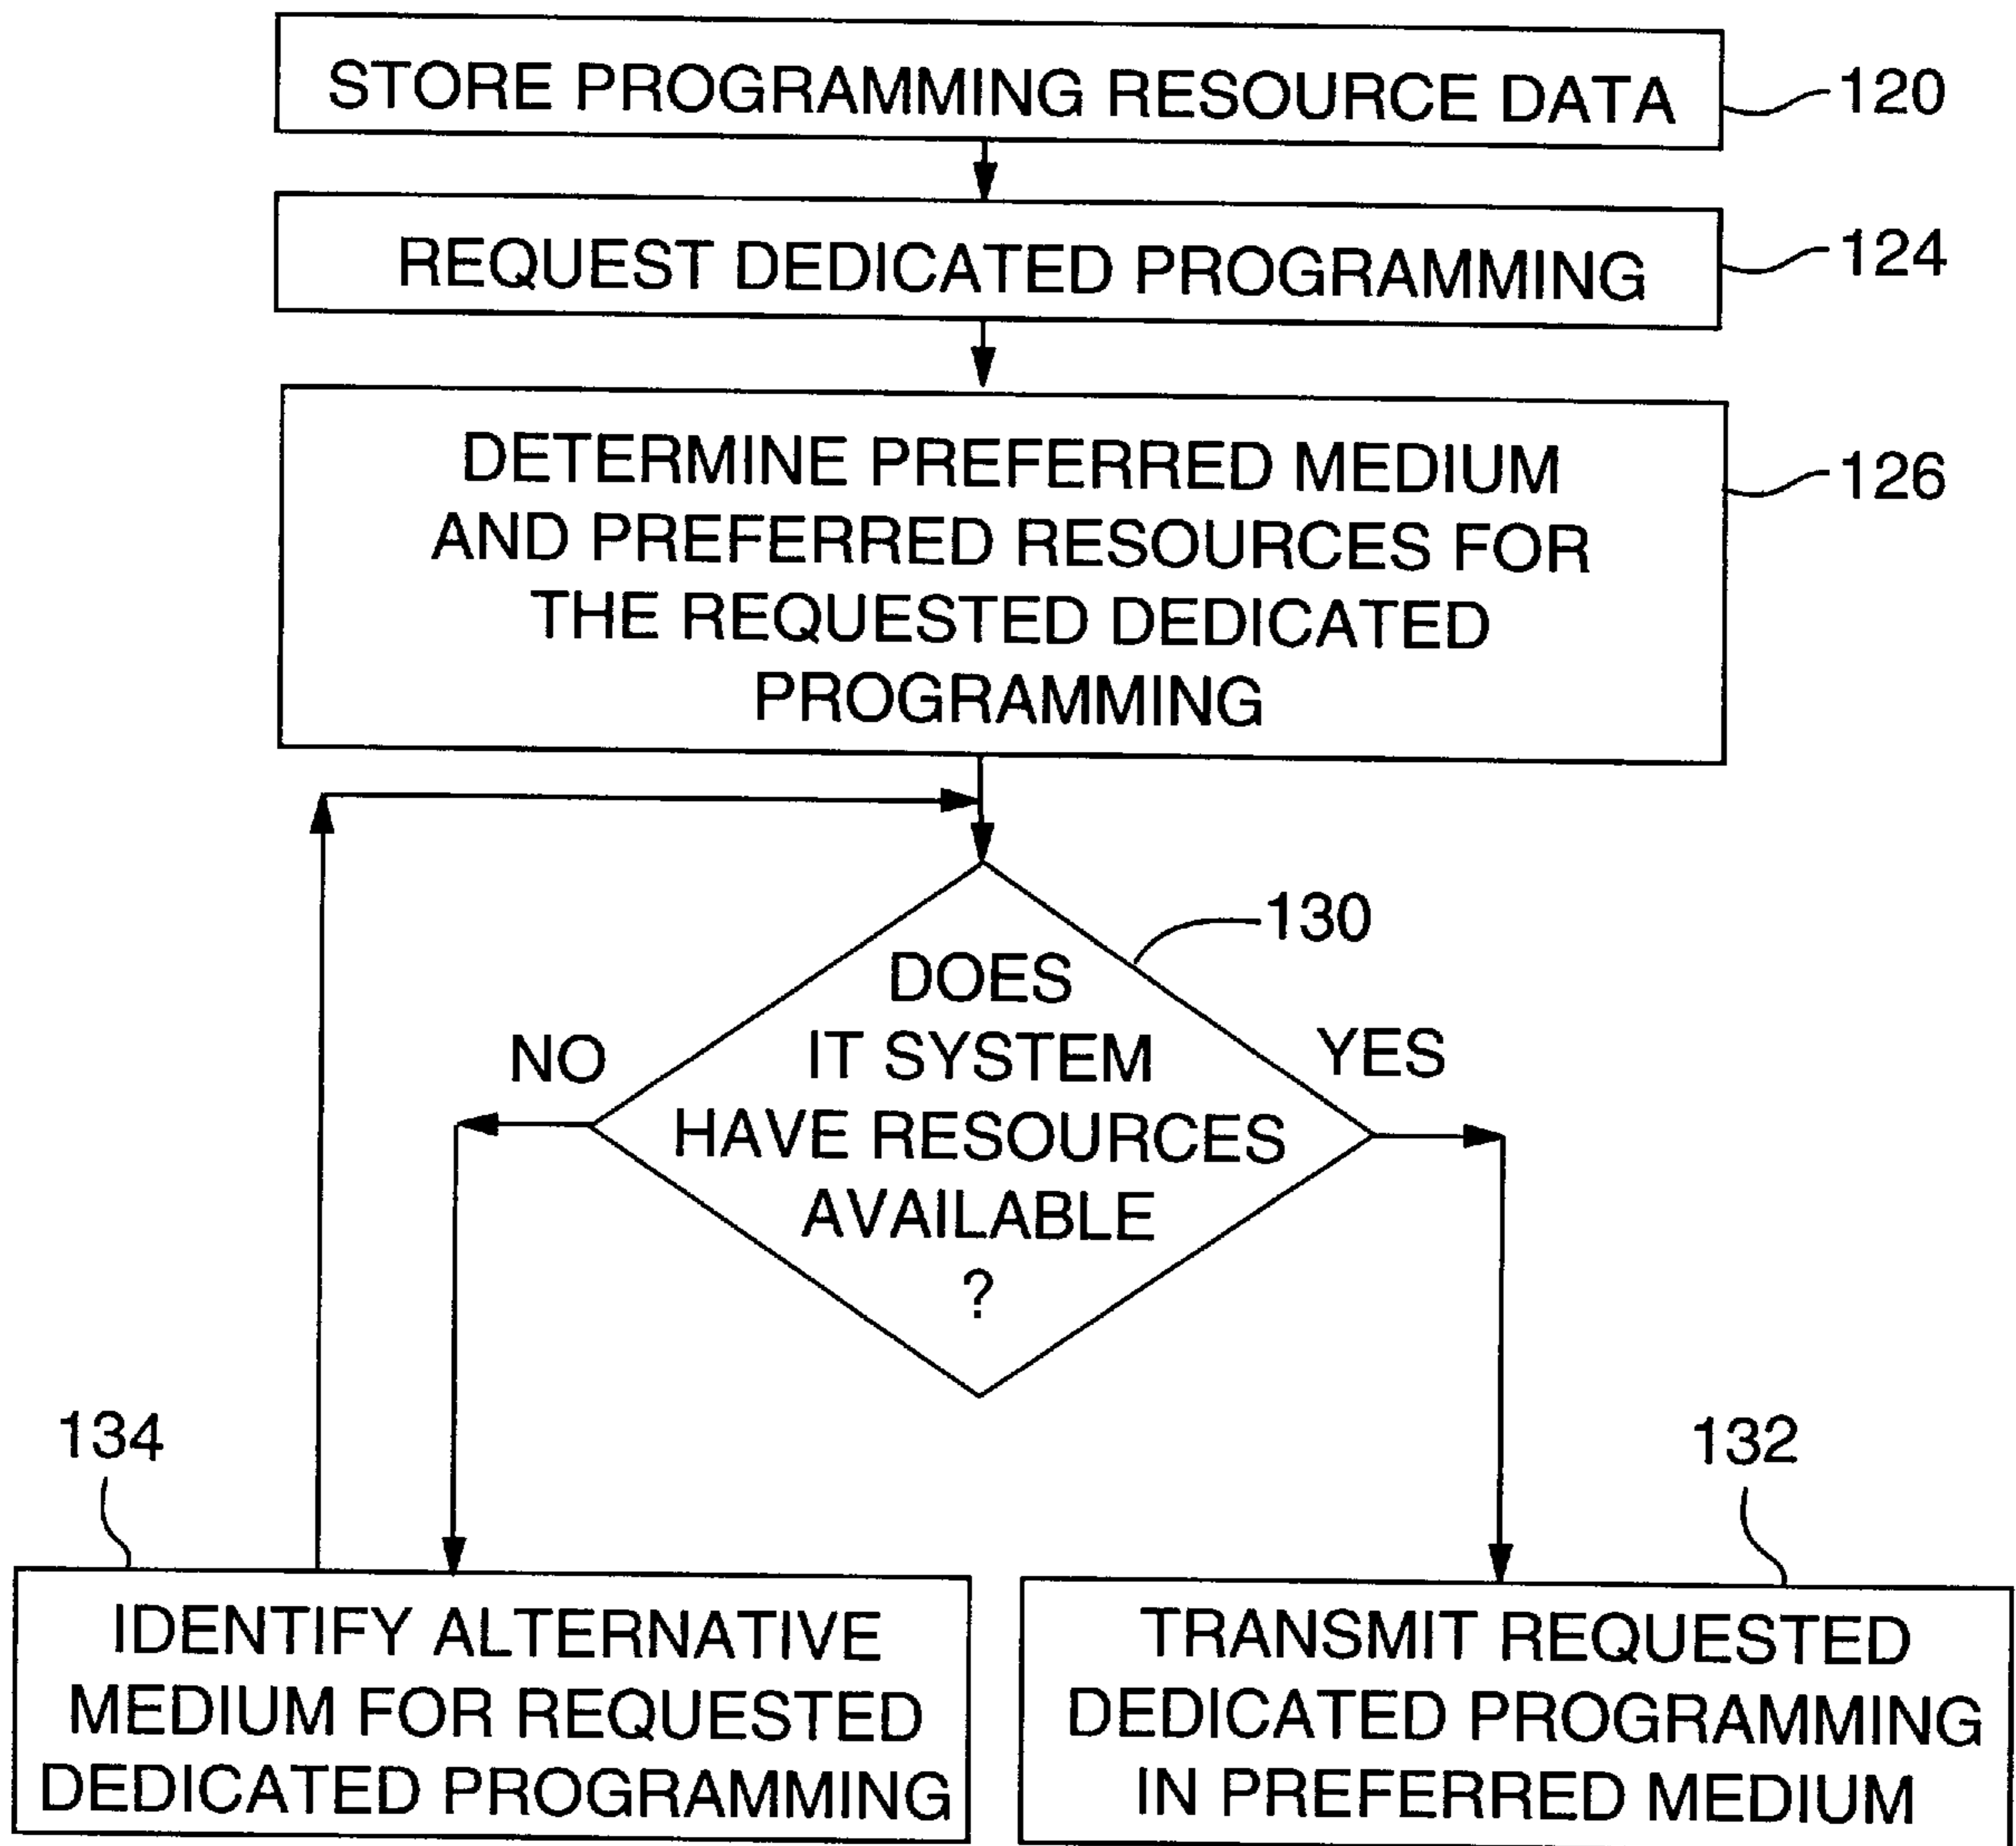 STORE PROGRAMMING RESOURCE DATA
120
REQUEST DEDICATED PROGRAMMING
124
DETERMINE PREFERRED MEDIUM
AND PREFERRED RESOURCES FOR
THE REQUESTED DEDICATED
PROGRAMMING
126
130
DOES
IT SYSTEM
HAVE RESOURCES
AVAILABLE
?
NO
YES
134
132
IDENTIFY ALTERNATIVE
MEDIUM FOR REQUESTED
DEDICATED PROGRAMMING
TRANSMIT REQUESTED
DEDICATED PROGRAMMING
IN PREFERRED MEDIUM